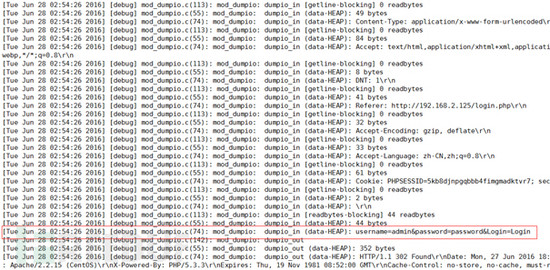 [Tue Jun 28 02:54:26 2016] [debug] mod_dumpio.c(113): mod_dumpio: dumpio_in [getline-blocking] 0 readbytes
[Tue Jun 28 02:54:26 2016] [debug] mod_dumpio.c(55): mod_dumpio: dumpio_in (data-HEAP): 49 bytes
[Tue Jun 28 02:54:26 2016] [debug] mod_dumpio.c(74): mod_dumpio: dumpio_in (data-HEAP): Content-Type: application/x-www-form-urlencoded\r
[Tue Jun 28 02:54:26 2016] [debug] mod_dumpio.c(113): mod_dumpio: dumpio_in [getline-blocking] 0 readbytes
[Tue Jun 28 02:54:26 2016] [debug] mod_dumpio.c(55): mod_dumpio: dumpio_in (data-HEAP): 84 bytes
[Tue Jun 28 02:54:26 2016] [debug] mod_dumpio.c(74): mod_dumpio: dumpio_in (data-HEAP): Accept: text/html,application/xhtml+xml,applicat
webp,*/*;q=0.8\r\n
[Tue Jun 28 02:54:26 2016] [debug] mod_dumpio.c(113): mod_dumpio: dumpio_in [getline-blocking] 0 readbytes
[Tue Jun 28 02:54:26 2016] [debug] mod_dumpio.c(55): mod_dumpio: dumpio_in (data-HEAP): 8 bytes
[Tue Jun 28 02:54:26 2016] [debug] mod_dumpio.c(74): mod_dumpio: dumpio_in (data-HEAP): DNT: 1\r\n
[Tue Jun 28 02:54:26 2016] [debug] mod_dumpio.c(113): mod_dumpio: dumpio_in [getline-blocking] 0 readbytes
[Tue Jun 28 02:54:26 2016] [debug] mod_dumpio.c(55): mod_dumpio: dumpio_in (data-HEAP): 41 bytes
[Tue Jun 28 02:54:26 2016] [debug] mod_dumpio.c(74): mod_dumpio: dumpio_in (data-HEAP): Referer: http://192.168.2.125/login.php\r\n
[Tue Jun 28 02:54:26 2016] [debug] mod_dumpio.c(113): mod_dumpio: dumpio_in [getline-blocking] 0 readbytes
[Tue Jun 28 02:54:26 2016] [debug] mod_dumpio.c(55): mod_dumpio: dumpio_in (data-HEAP): 32 bytes
[Tue Jun 28 02:54:26 2016] [debug] mod_dumpio.c(74): mod_dumpio: dumpio_in (data-HEAP): Accept-Encoding: gzip, deflate\r\n
[Tue Jun 28 02:54:26 2016] [debug] mod_dumpio.c(113): mod_dumpio: dumpio_in [getline-blocking] 0 readbytes
[Tue Jun 28 02:54:26 2016] [debug] mod_dumpio.c(55): mod_dumpio: dumpio_in (data-HEAP): 33 bytes
[Tue Jun 28 02:54:26 2016] [debug] mod_dumpio.c(74): mod_dumpio: dumpio_in (data-HEAP): Accept-Language: zh-CN,zh;q=0.8\r\n
[Tue Jun 28 02:54:26 2016] [debug] mod_dumpio.c(113): mod_dumpio: dumpio_in [getline-blocking] 0 readbytes
[Tue Jun 28 02:54:26 2016] [debug] mod_dumpio.c(55): mod_dumpio: dumpio_in (data-HEAP): 61 bytes
[Tue Jun 28 02:54:26 2016] [debug] mod_dumpio.c(74): mod_dumpio: dumpio_in (data-HEAP): Cookie: PHPSESSID=5kb8djnpgqbbb4fimgmadktvr7; sec
[Tue Jun 28 02:54:26 2016] [debug] mod_dumpio.c(113): mod_dumpio: dumpio_in [getline-blocking] 0 readbytes
[Tue Jun 28 02:54:26 2016] [debug] mod_dumpio.c(55): mod_dumpio: dumpio_in (data-HEAP): 2 bytes
[Tue Jun 28 02:54:26 2016] [debug] mod_dumpio.c(74): mod_dumpio: dumpio_in (data-HEAP): \r\n
[Tue Jun 28 02:54:26 2016] [debug] mod_dumpio.c(113): mod_dumpio: dumpio_in [readbytes-blocking] 44 readbytes
[Tue Jun 28 02:54:26 2016] [debug] mod_dumpio.c(55): mod_dumpio: dumpio_in (data-HEAP): 44 bytes
[Tue Jun 28 02:54:26 2016] [debug] mod_dumpio.c(74): mod_dumpio: dumpio_in (data-HEAP): username=admin&password=password&Login=Login
[Tue Jun 28 02:54:26 2016] [debug] mod_dumpio.c(142): mod_dumpio: dumpio_out
[Tue Jun 28 02:54:26 2016] [debug] mod_dumpio.c(55): mod_dumpio: dumpio_out (data-HEAP): 352 bytes
[Tue Jun 28 02:54:26 2016] [debug] mod_dumpio.c(74): mod_dumpio: dumpio_out (data-HEAP): HTTP/1.1 302 Found\r\nDate: Mon, 27 Jun 2016 18:
: Apache/2.2.15 (CentOS)\r\nX-Powered-By: PHP/5.3.3\r\nExpires: Thu, 19 Nov 1981 08:52:00 GMT\r\nCache-Control: no-store, no-cache, must-r